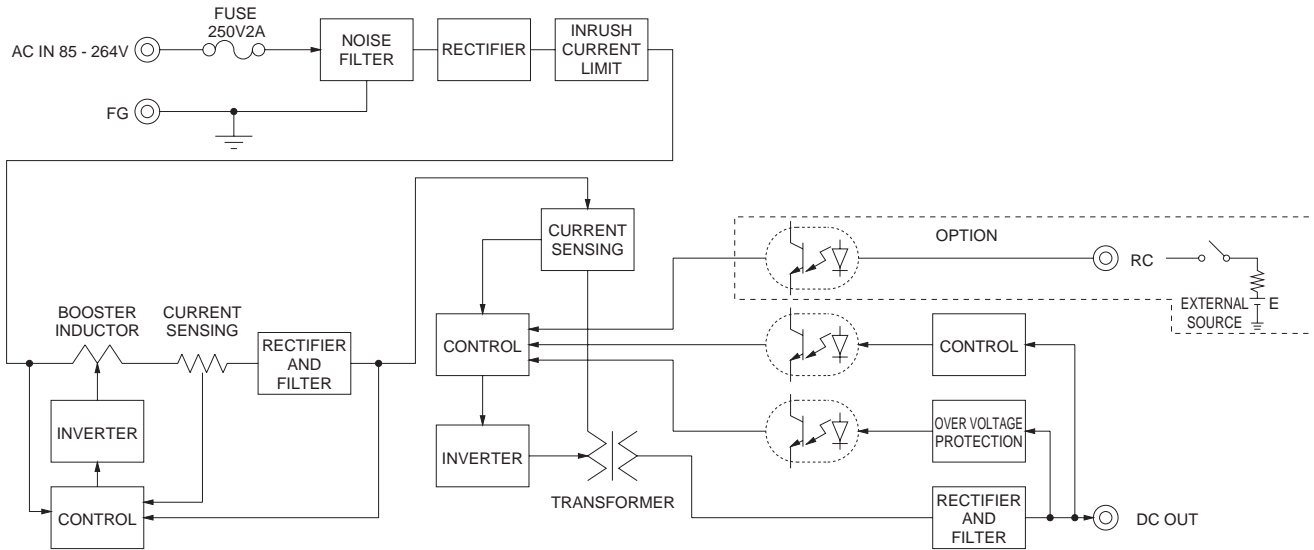 FUSE
250V2A
AC IN 85 - 264V
NOISE
FILTER
RECTIFIER
INRUSH
CURRENT
LIMIT
FG
CURRENT
SENSING
OPTION
RC
EXTERNAL
SOURCE
E
BOOSTER
INDUCTOR
CURRENT
SENSING
RECTIFIER
AND
FILTER
CONTROL
CONTROL
INVERTER
INVERTER
OVER VOLTAGE
PROTECTION
TRANSFORMER
CONTROL
RECTIFIER
AND
FILTER
DC OUT